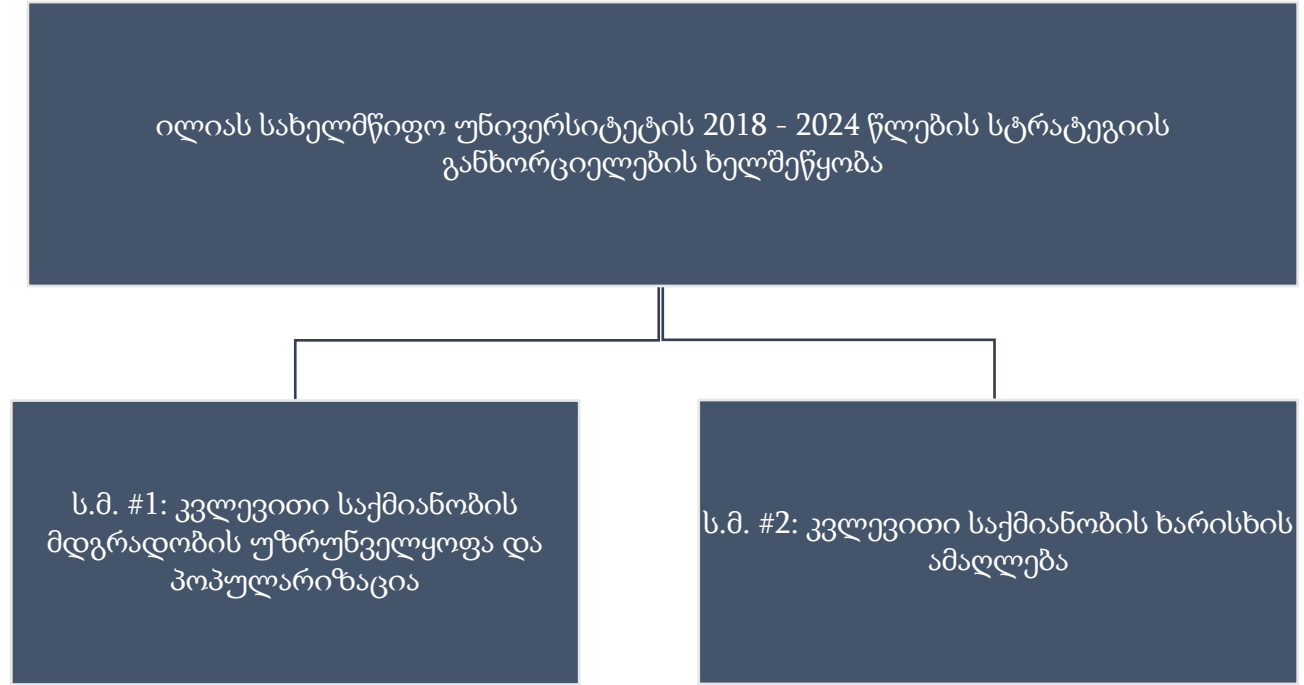 ილიას სახელმწიფო უნივერსიტეტის 2018 - 2024 წლების სტრატეგიის
განხორციელების ხელშეწყობა
ს.მ. #1: კვლევითი საქმიანობის
მდგრადობის უზრუნველყოფა და
პოპულარიზაცია
ს.მ. #2: კვლევითი საქმიანობის ხარისხის
ამაღლება